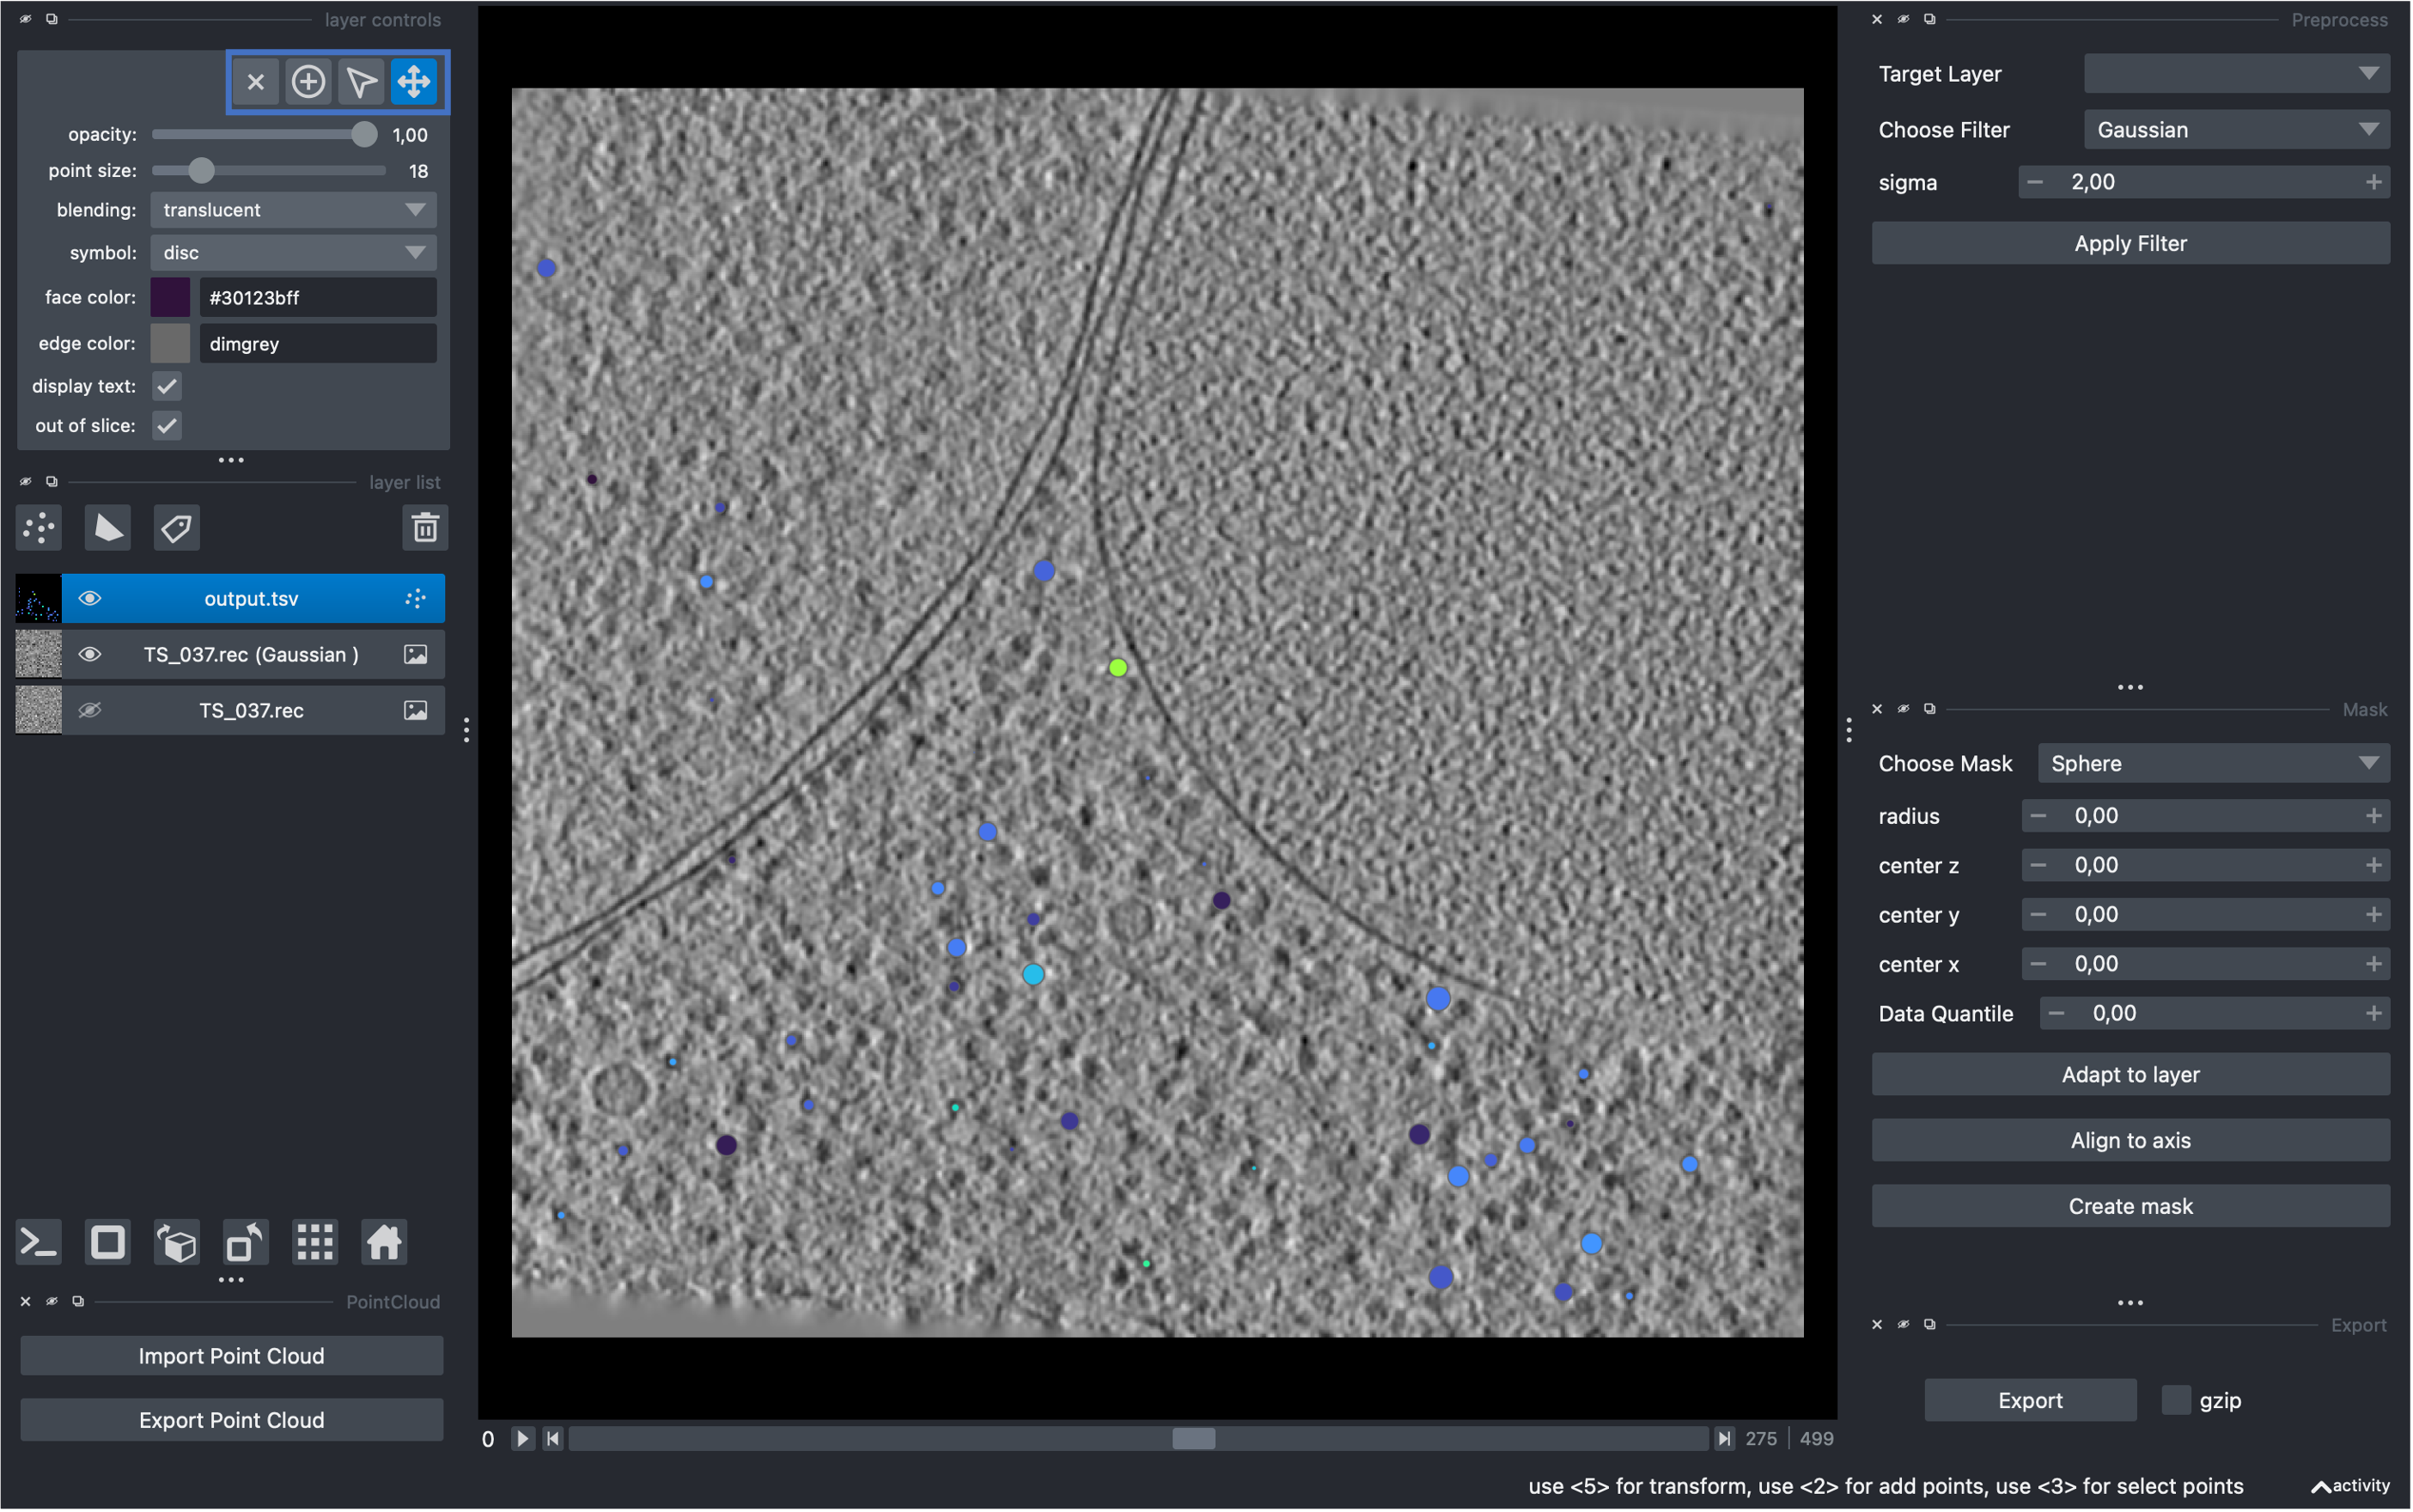 layer controls
opacity: 1,00
point size: 18
blending: translucent
symbol: disc
face color: #30123bff
edge color: dimgrey
display text:
out of slice:
layer list
output.tsv
TS_037.rec (Gaussian )
TS_037.rec
PointCloud
Import Point Cloud
Export Point Cloud
0 275 499
Preprocess
Target Layer
Choose Filter Gaussian
sigma 2,00
Apply Filter
Mask
Choose Mask Sphere
radius 0,00
center z 0,00
center y 0,00
center x 0,00
Data Quantile 0,00
Adapt to layer
Align to axis
Create mask
Export
Export gzip
use <5> for transform, use <2> for add points, use <3> for select points activity